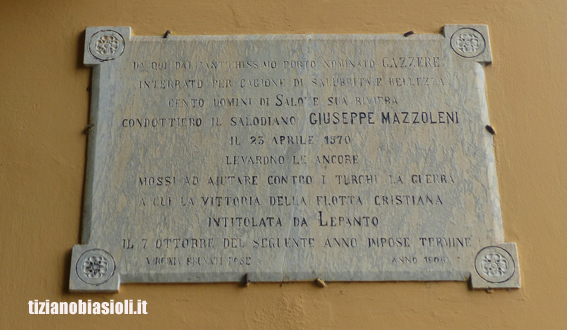 DA QUI DALL'ANTICHISSIMO PORTO NOMINATO GAZZERE
INTERRATO PER CAGIONE DI SALUBRITA E BELLEZZA
CENTO UOMINI DI SALO' E SUA RIVIERA
CONDOTTIERO IL SALODIANO GIUSEPPE MAZZOLENI
IL 23 APRILE 1570
LEVARONO LE ANCORE
MOSSI AD AIUTARE CONTRO I TURCHI LA GUERRA
A CUI LA VITTORIA DELLA FLOTTA CRISTIANA
INTITOLATA DA LEPANTO
IL 7 OTTOBRE DEL SEGUENTE ANNO IMPOSE TERMINE
ANNO
tizianobiasioli.it